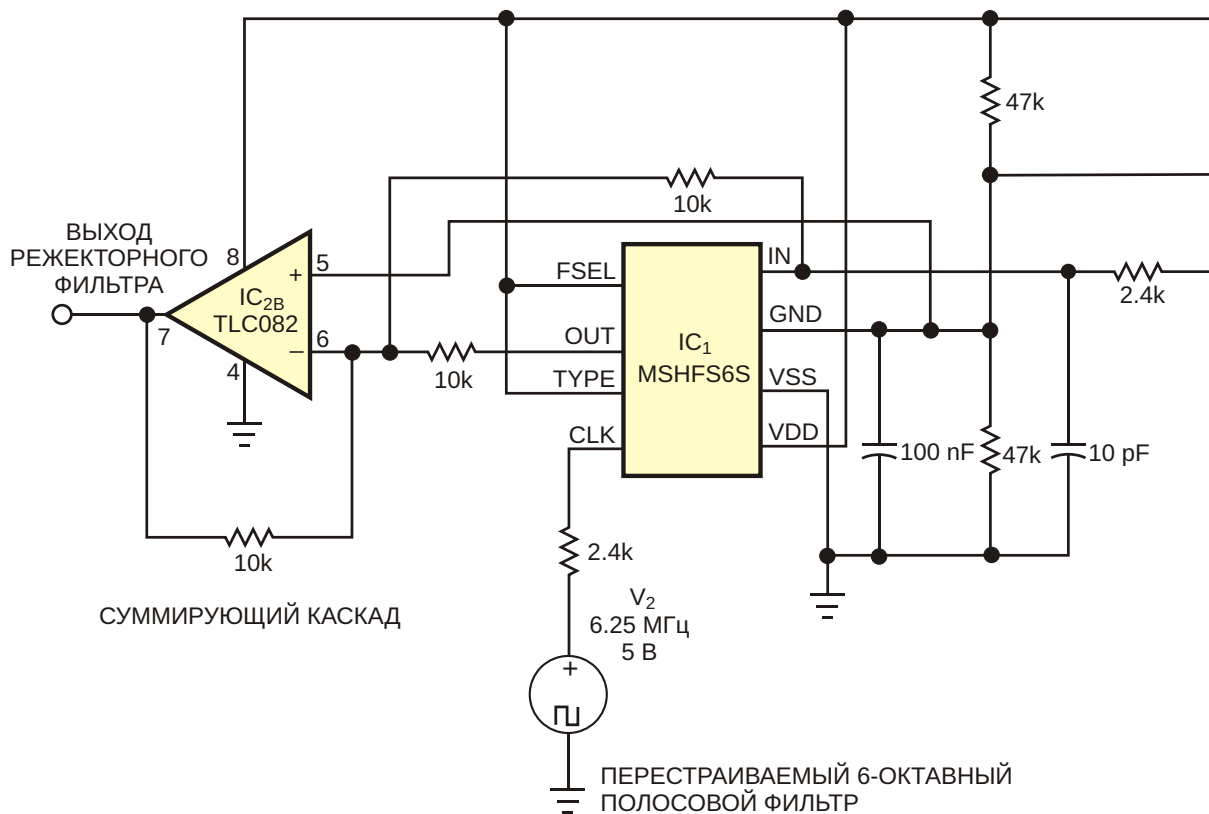 47k
10k
ВЫХОД
РЕЖЕКТОРНОГО
ФИЛЬТРА
8
5
+
IC2B
TLC082
7
6
–
4
10k
10k
СУММИРУЮЩИЙ КАСКАД
FSEL
OUT
TYPE
CLK
IC1
MSHFS6S
IN
GND
VSS
VDD
2.4k
100 nF
47k
10 pF
2.4k
V2
6.25 МГц
5 В
+
ПЕРЕСТРАИВАЕМЫЙ 6-ОКТАВНЫЙ
ПОЛОСОВОЙ ФИЛЬТР